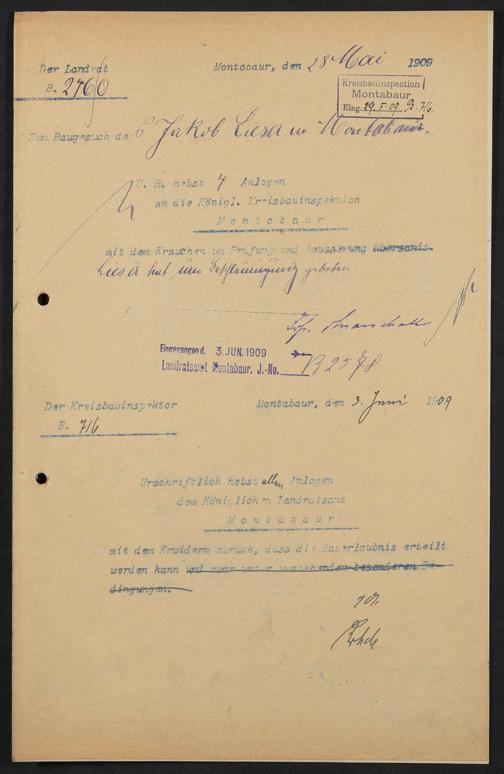 Der Landrat
Montabaur, den 28 Mai 1909
B. 2760
Kreisbauinspection
Montabaur
Eing. 29.5.09. B. 716
Zum Baugesuch des Jakob Lieser in Montabaur.
U. R. nebst 4 Anlagen
an die Königl. Kreisbauinspektion
Montabaur
mit dem Ersuchen um Prüfung und Äusserung übersandt.
Lieser hat um Beschleunigung gebeten.
Eingegangen d. 3. JUN. 1909
Landratsamt Montabaur. J.-No.
Der Kreisbauinspektor
Montabaur, den 3. Juni 1909
B. 716
Urschriftlich nebst allen Anlagen
dem Königlichen Landratsamt
Montabaur
mit dem Erwidern zurück, dass die Bauerlaubnis erteilt
werden kann und zwar unter umstehenden besonderen Be-
dingungen.